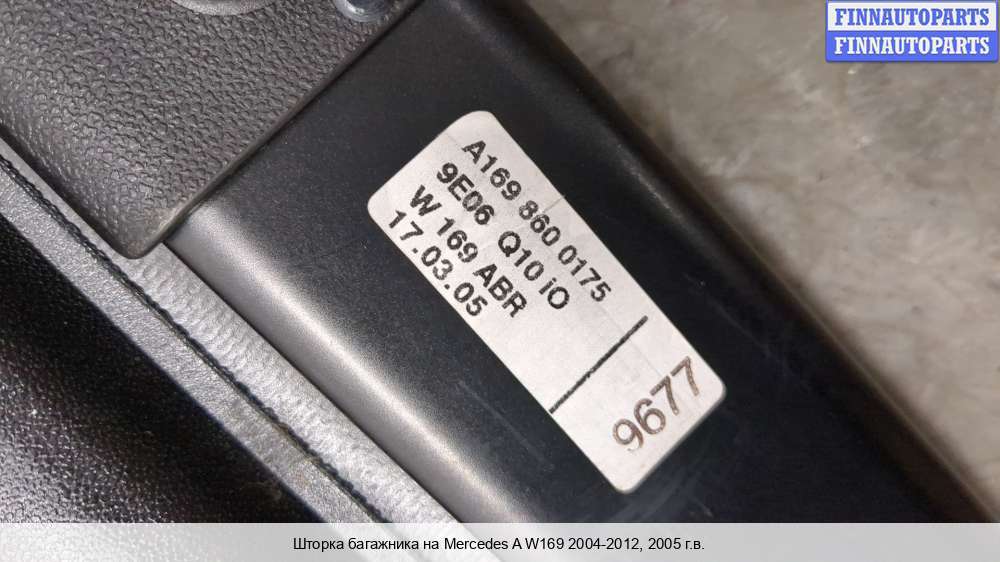 FINNAUTOPARTS
FINNAUTOPARTS
A169 860 0175
9E06 Q10 iO
W 169 ABR
17.03.05
9677
Шторка багажника на Mercedes A W169 2004-2012, 2005 г.в.